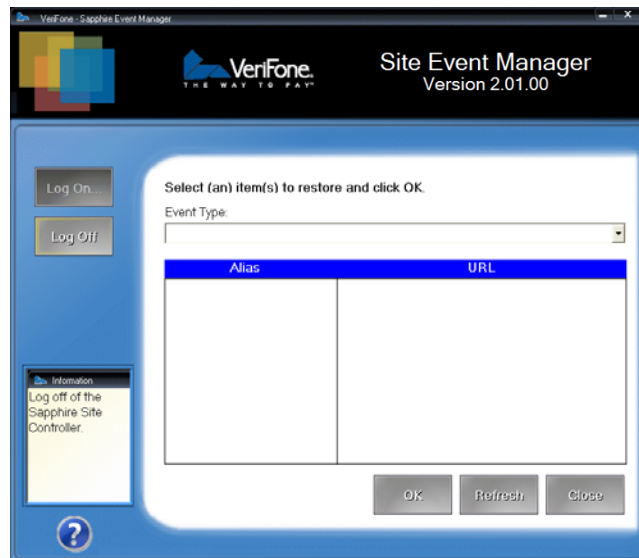 VeriFone - Sapphire Event Manager
VeriFone.
THE WAY TO PAY™
Site Event Manager
Version 2.01.00
Log On...
Log Off
Select (an) item(s) to restore and click OK.
Event Type:
Alias URL
Information
Log off of the
Sapphire Site
Controller.
OK Refresh Close
?